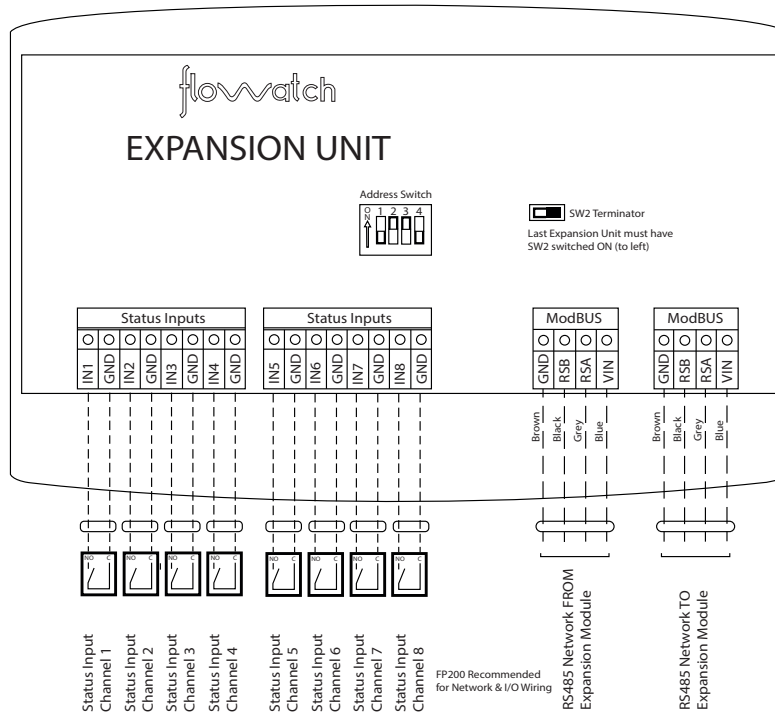 flowatch
EXPANSION UNIT
Address Switch
ON
1 2 3 4
SW2 Terminator
Last Expansion Unit must have
SW2 switched ON (to left)
Status Inputs
IN1 GND IN2 GND IN3 GND IN4 GND
Status Inputs
IN5 GND IN6 GND IN7 GND IN8 GND
ModBUS
GND RSB RSA VIN
Brown Black Grey Blue
ModBUS
GND RSB RSA VIN
Brown Black Grey Blue
NO C
NO C
NO C
NO C
NO C
NO C
NO C
NO C
Status Input
Channel 1
Status Input
Channel 2
Status Input
Channel 3
Status Input
Channel 4
Status Input
Channel 5
Status Input
Channel 6
Status Input
Channel 7
Status Input
Channel 8
FP200 Recommended
for Network & I/O Wiring
RS485 Network FROM
Expansion Module
RS485 Network TO
Expansion Module